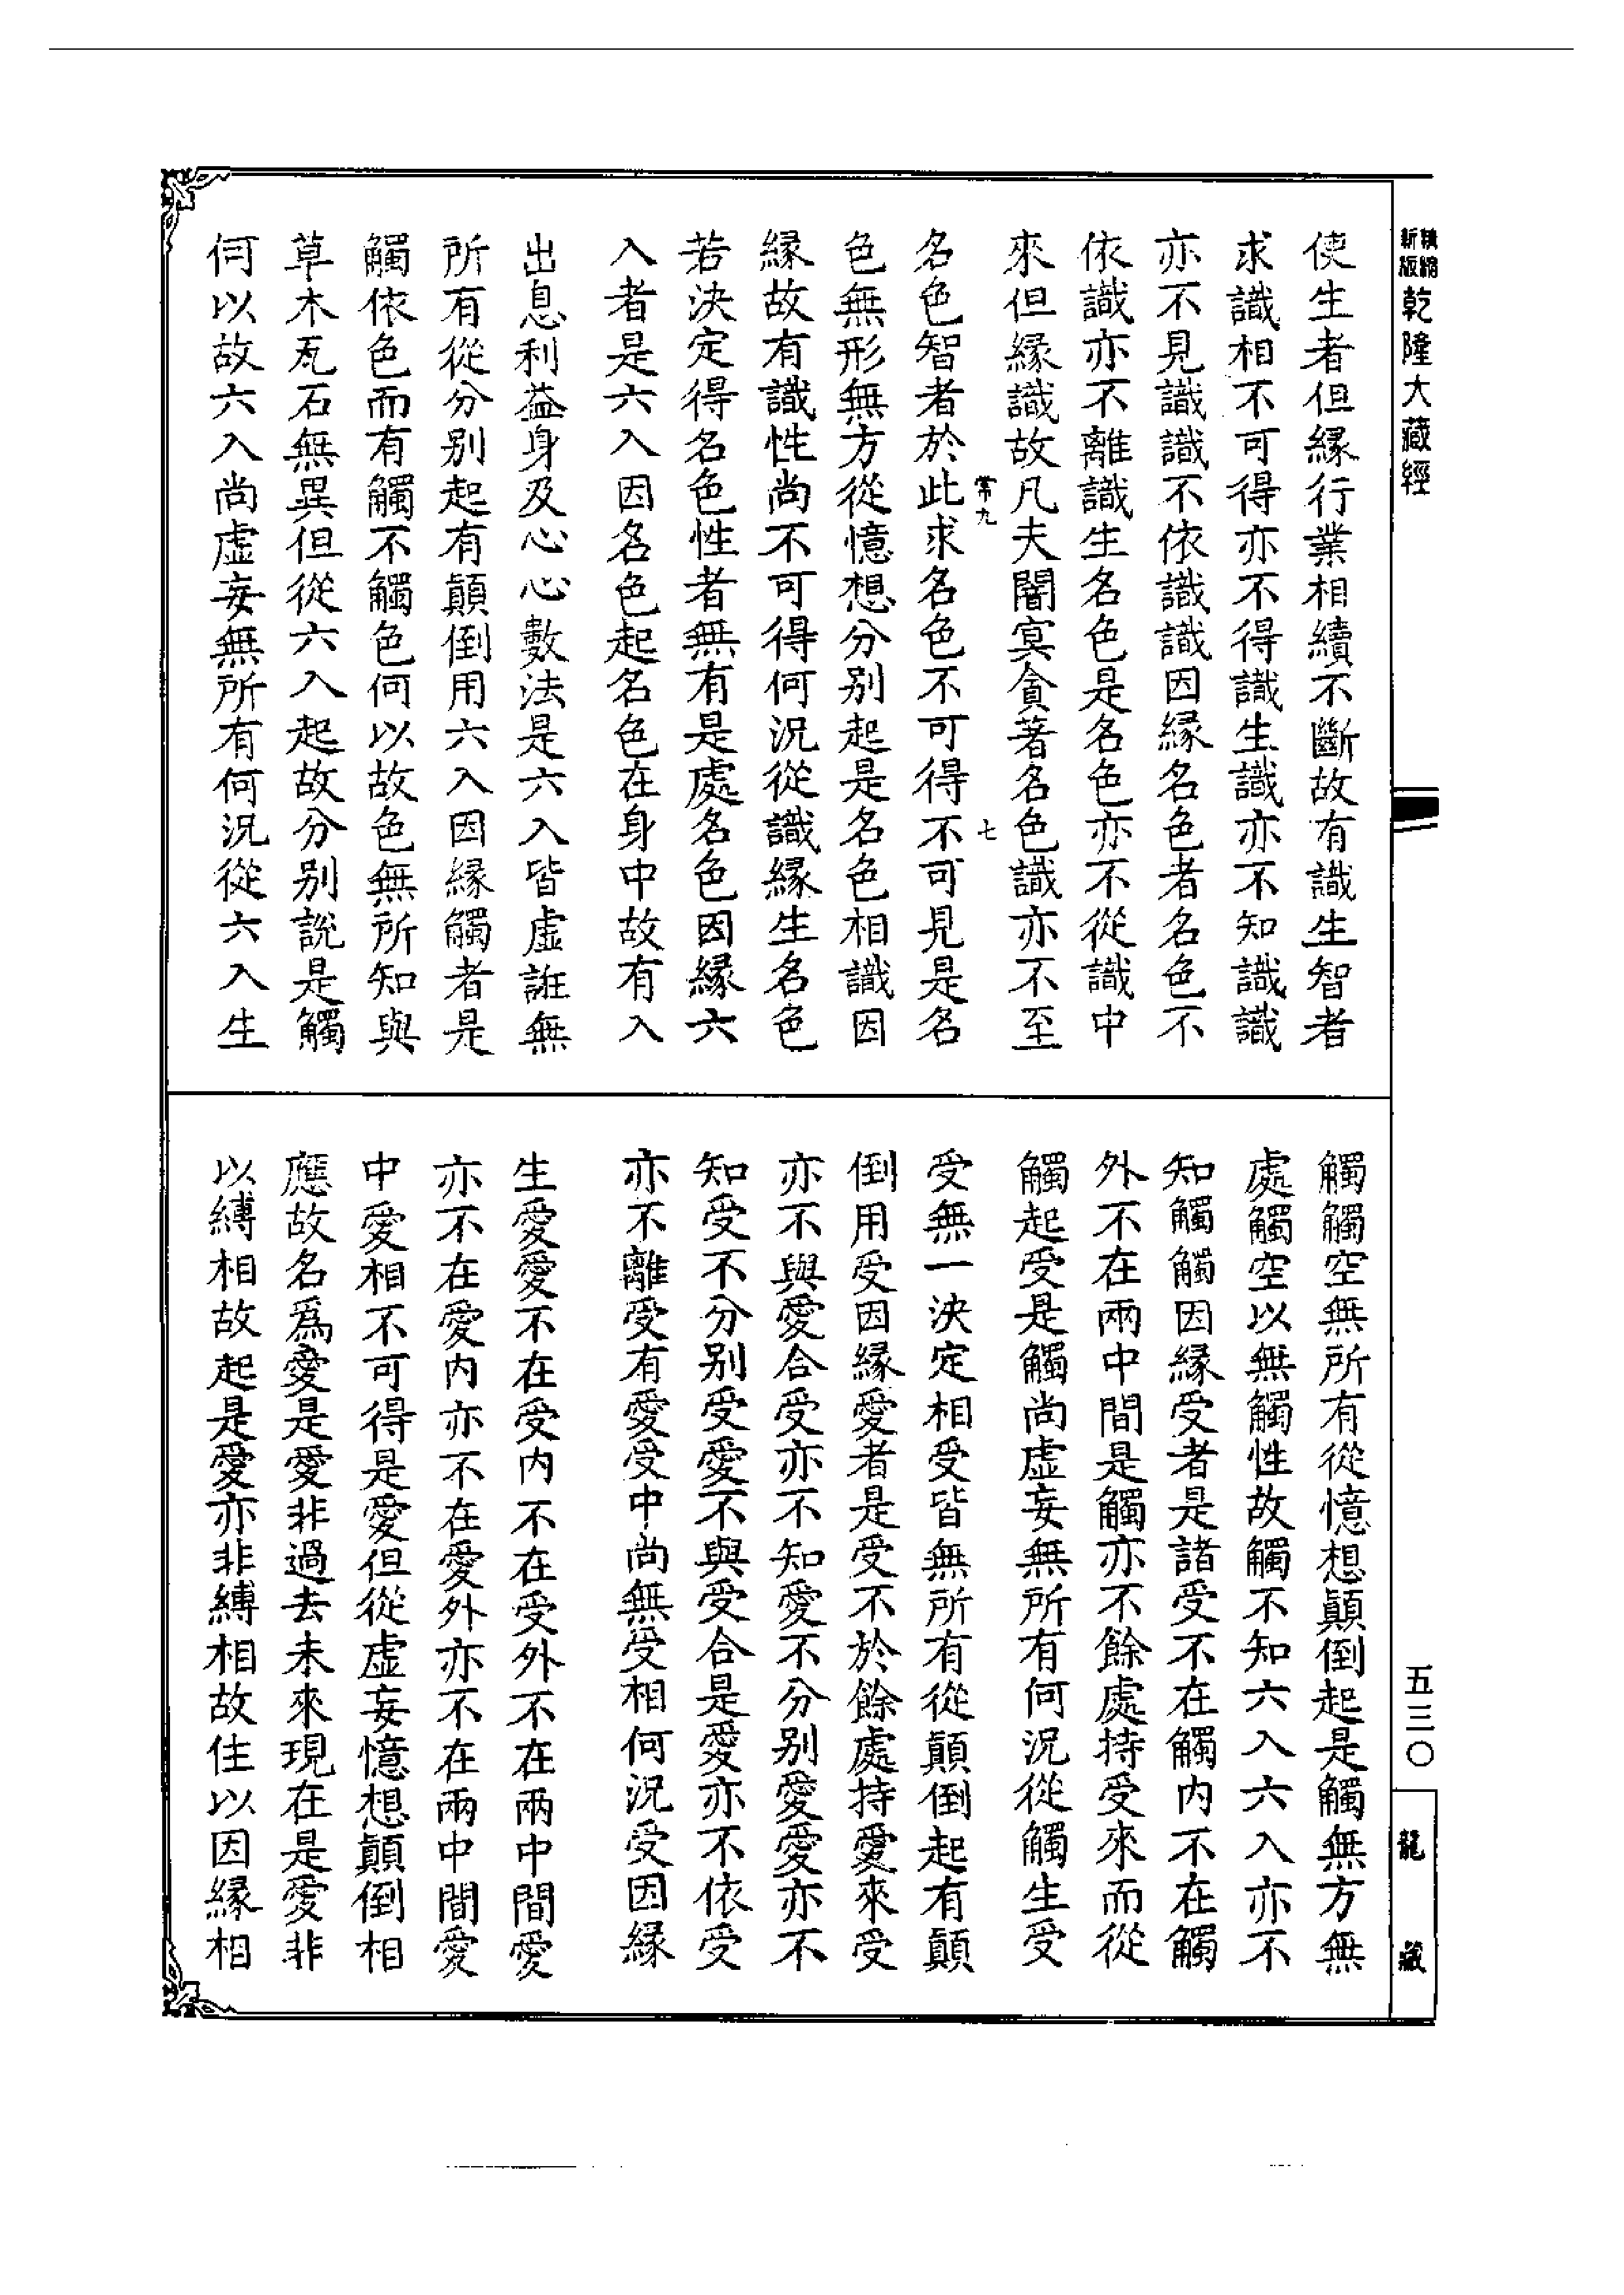 新版
精縮
乾隆大藏經
使生者但緣行業相續不斷故有識生智者
求識相不可得亦不得識生識亦不知識識
亦不見識識不依識識因緣名色者名色不
依識亦不離識生名色是名色亦不從識中
來但緣識故凡夫闇冥貪著名色識亦不至
常九
七
名色智者於此求名色不可得不可見是名
色無形無方從憶想分別起是名色相識因
緣故有識性尚不可得何況從識緣生名色
若決定得名色性者無有是處名色因緣六
入者是六入因名色起名色在身中故有入
出息利益身及心心數法是六入皆虛誑無
所有從分別起有顛倒用六入因緣觸者是
觸依色而有觸不觸色何以故色無所知與
草木瓦石無異但從六入起故分別說是觸
何以故六入尚虛妄無所有何況從六入生
觸觸空無所有從憶想顛倒起是觸無方無
處觸空以無觸性故觸不知六入六入亦不
知觸觸因緣受者是諸受不在觸內不在觸
外不在兩中間是觸亦不餘處持受來而從
觸起受是觸尚虛妄無所有何況從觸生受
受無一決定相受皆無所有從顛倒起有顛
倒用受因緣愛者是受不於餘處持愛來受
亦不與愛合受亦不知愛不分別愛愛亦不
知受不分別受愛不與受合是愛亦不依受
亦不離受有愛受中尚無受相何況受因緣
生愛愛不在受內不在受外不在兩中間愛
亦不在愛內亦不在愛外亦不在兩中間愛
中愛相不可得是愛但從虛妄憶想顛倒相
應故名為愛是愛非過去未來現在是愛非
以縛相故起是愛亦非縛相故住以因緣相
五三〇
龍藏